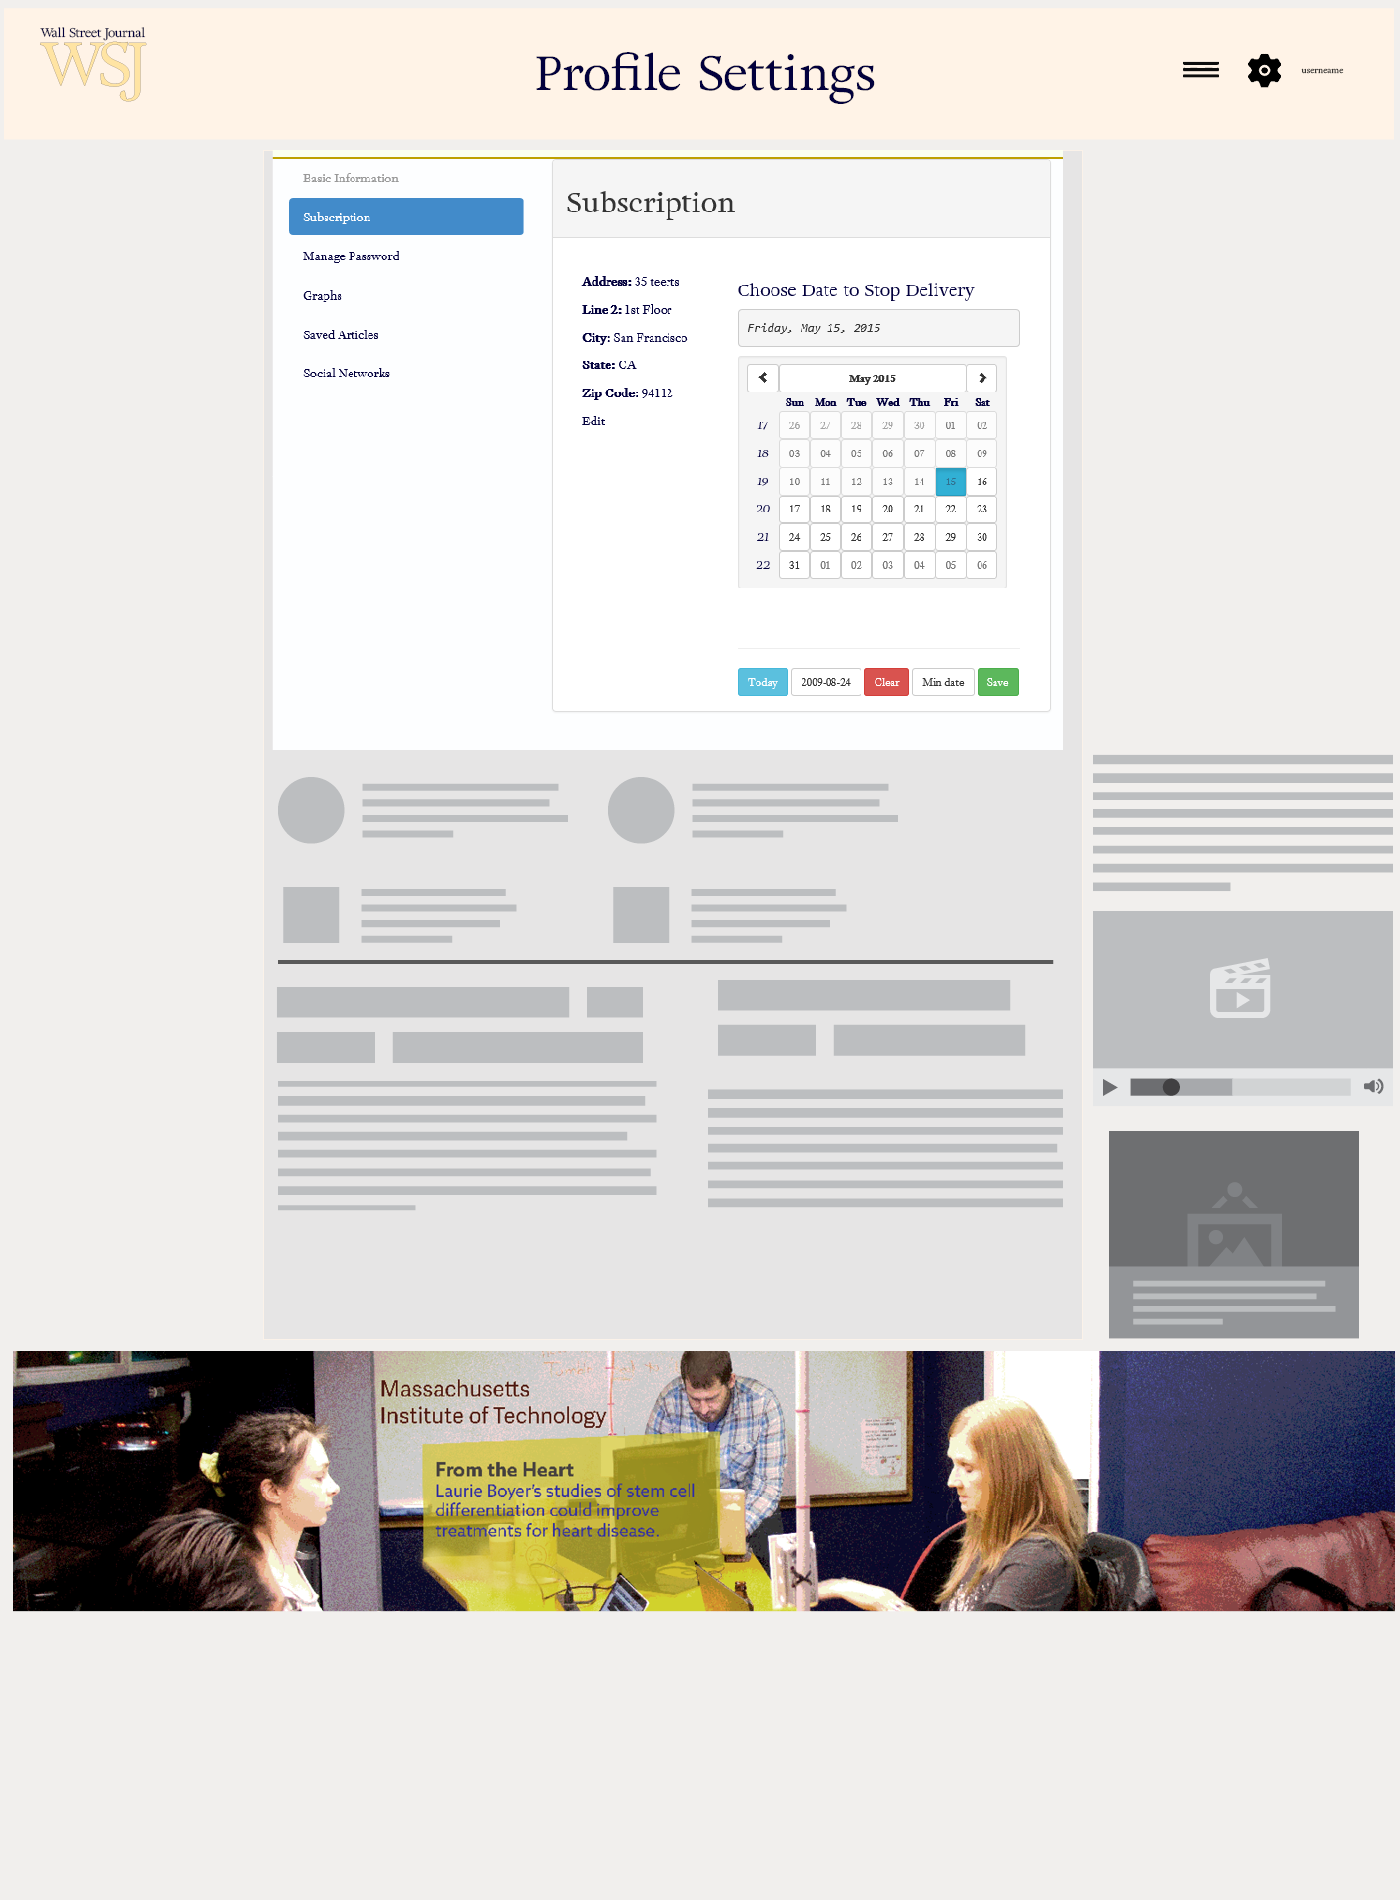 Wall Street Journal
WSJ
Profile Settings
userneame
Basic Information
Subscription
Manage Password
Graphs
Saved Articles
Social Networks
Subscription
Address: 35 teerts
Line 2: 1st Floor
City: San Francisco
State: CA
Zip Code: 94112
Edit
Choose Date to Stop Delivery
Friday, May 15, 2015
May 2015
Sun Mon Tue Wed Thu Fri Sat
17 26 27 28 29 30 01 02
18 03 04 05 06 07 08 09
19 10 11 12 13 14 15 16
20 17 18 19 20 21 22 23
21 24 25 26 27 28 29 30
22 31 01 02 03 04 05 06
Today 2009-08-24 Clear Min date Save
Massachusetts
Institute of Technology
From the Heart
Laurie Boyer's studies of stem cell
differentiation could improve
treatments for heart disease.